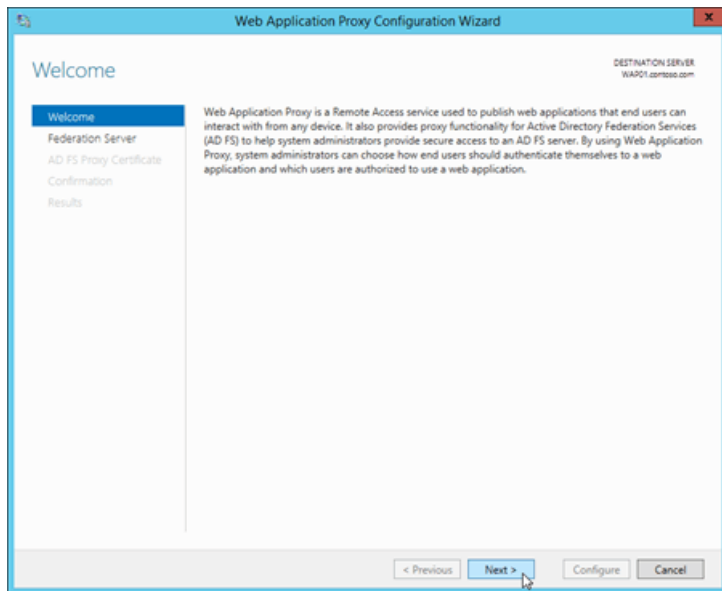 Web Application Proxy Configuration Wizard
x
Welcome
DESTINATION SERVER
WAP01.contoso.com
Welcome
Federation Server
AD FS Proxy Certificate
Confirmation
Results
Web Application Proxy is a Remote Access service used to publish web applications that end users can
interact with from any device. It also provides proxy functionality for Active Directory Federation Services
(AD FS) to help system administrators provide secure access to an AD FS server. By using Web Application
Proxy, system administrators can choose how end users should authenticate themselves to a web
application and which users are authorized to use a web application.
< Previous
Next >
Configure
Cancel